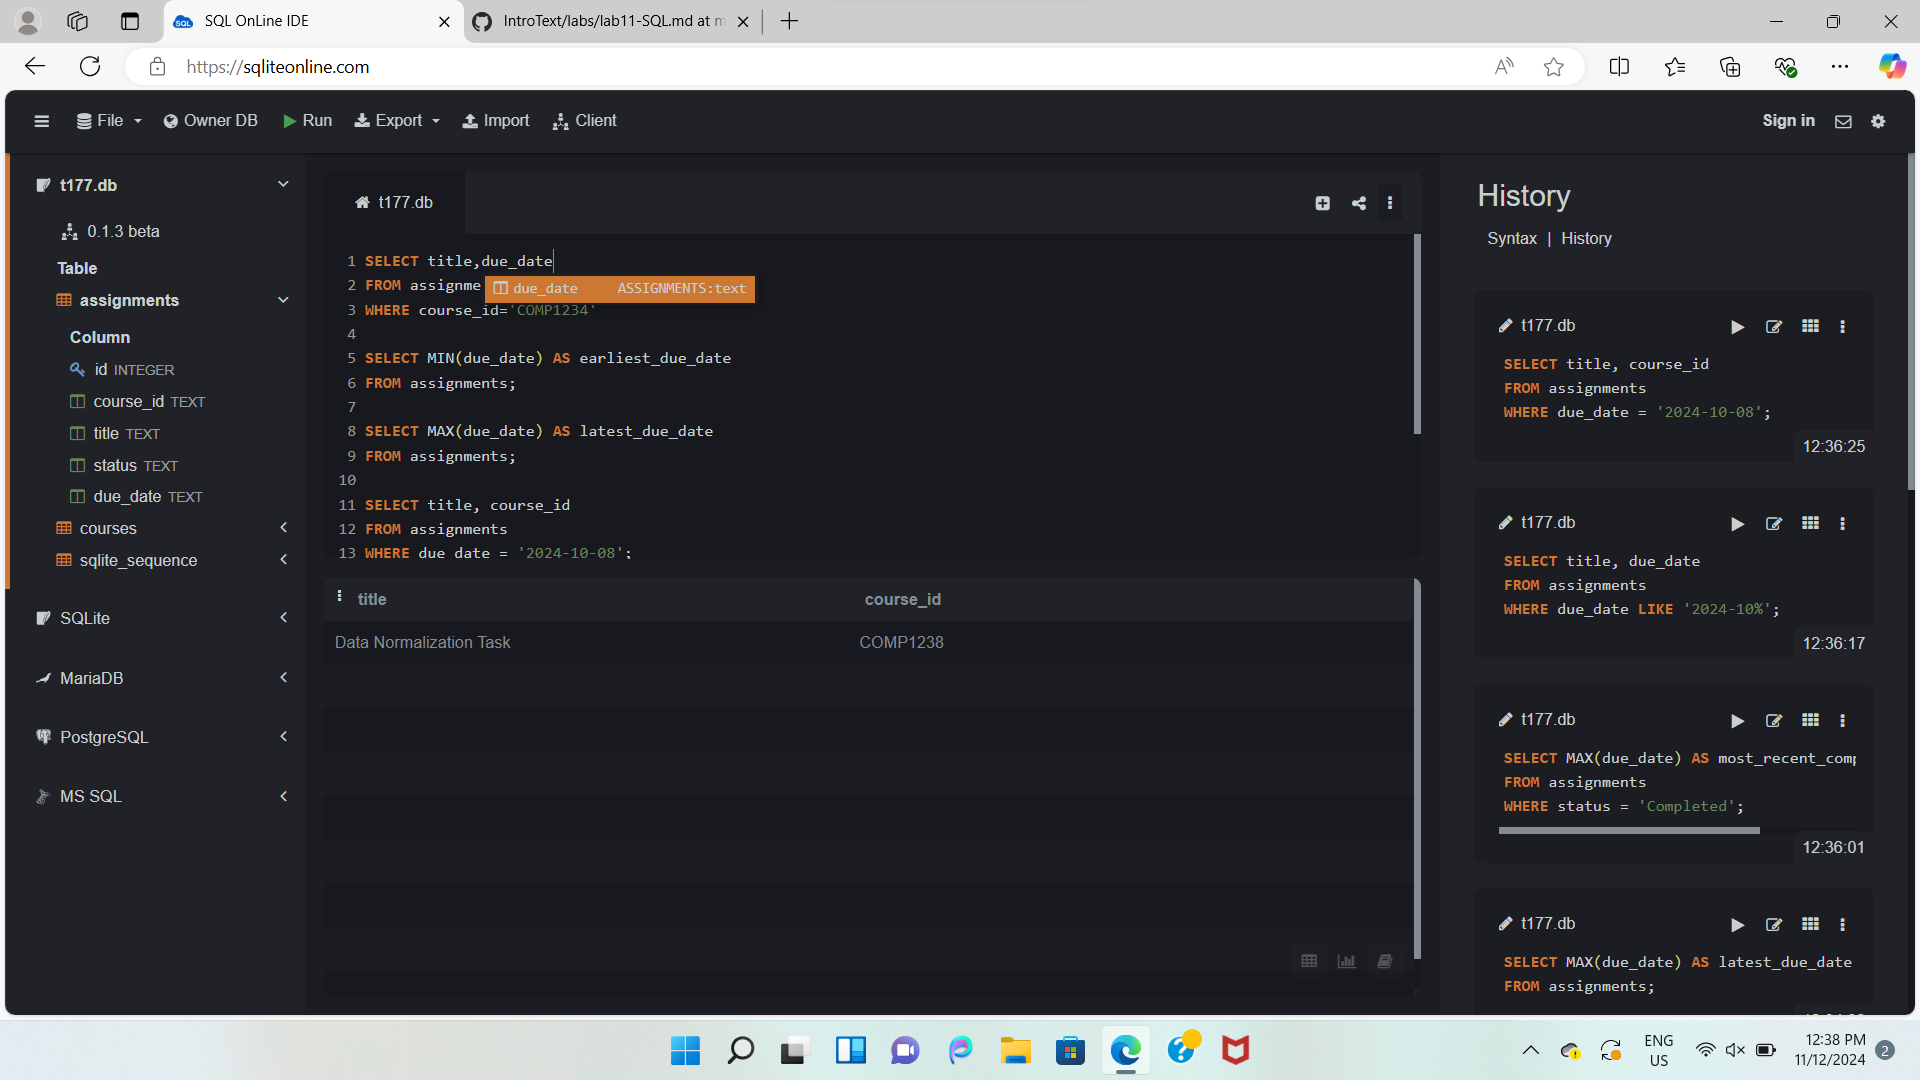 SQL OnLine IDE
IntroText/labs/lab11-SQL.md at m
https://sqliteonline.com
File
Owner DB
Run
Export
Import
Client
Sign in
t177.db
0.1.3 beta
Table
assignments
Column
id INTEGER
course_id TEXT
title TEXT
status TEXT
due_date TEXT
courses
sqlite_sequence
SQLite
MariaDB
PostgreSQL
MS SQL
t177.db
1 SELECT title,due_date
2 FROM assignme
due_date ASSIGNMENTS:text
3 WHERE course_id='COMP1234'
4
5 SELECT MIN(due_date) AS earliest_due_date
6 FROM assignments;
7
8 SELECT MAX(due_date) AS latest_due_date
9 FROM assignments;
10
11 SELECT title, course_id
12 FROM assignments
13 WHERE due date = '2024-10-08';
title course_id
Data Normalization Task COMP1238
History
Syntax | History
t177.db
SELECT title, course_id
FROM assignments
WHERE due_date = '2024-10-08';
12:36:25
t177.db
SELECT title, due_date
FROM assignments
WHERE due_date LIKE '2024-10%';
12:36:17
t177.db
SELECT MAX(due_date) AS most_recent_comp
FROM assignments
WHERE status = 'Completed';
12:36:01
t177.db
SELECT MAX(due_date) AS latest_due_date
FROM assignments;
ENG
US
12:38 PM
11/12/2024
2